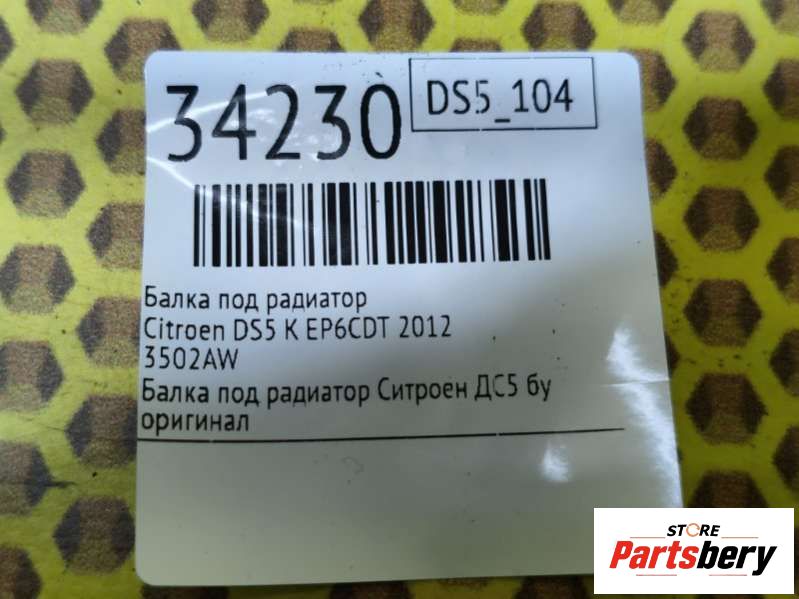 34230
DS5_104
Балка под радиатор
Citroen DS5 K EP6CDT 2012
3502AW
Балка под радиатор Ситроен ДС5 бу
оригинал
STORE
Partsbery